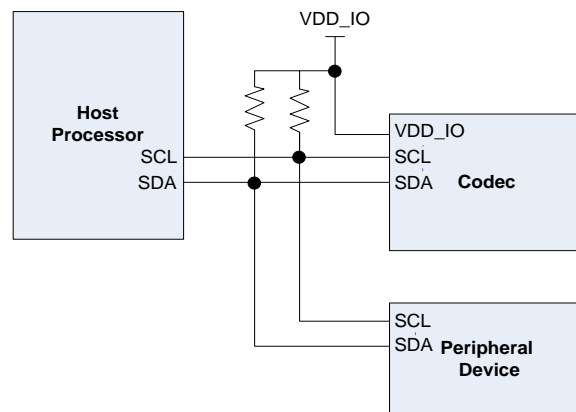 VDD_IO
Host
Processor
SCL
SDA
VDD_IO
SCL
SDA
Codec
SCL
SDA
Peripheral
Device